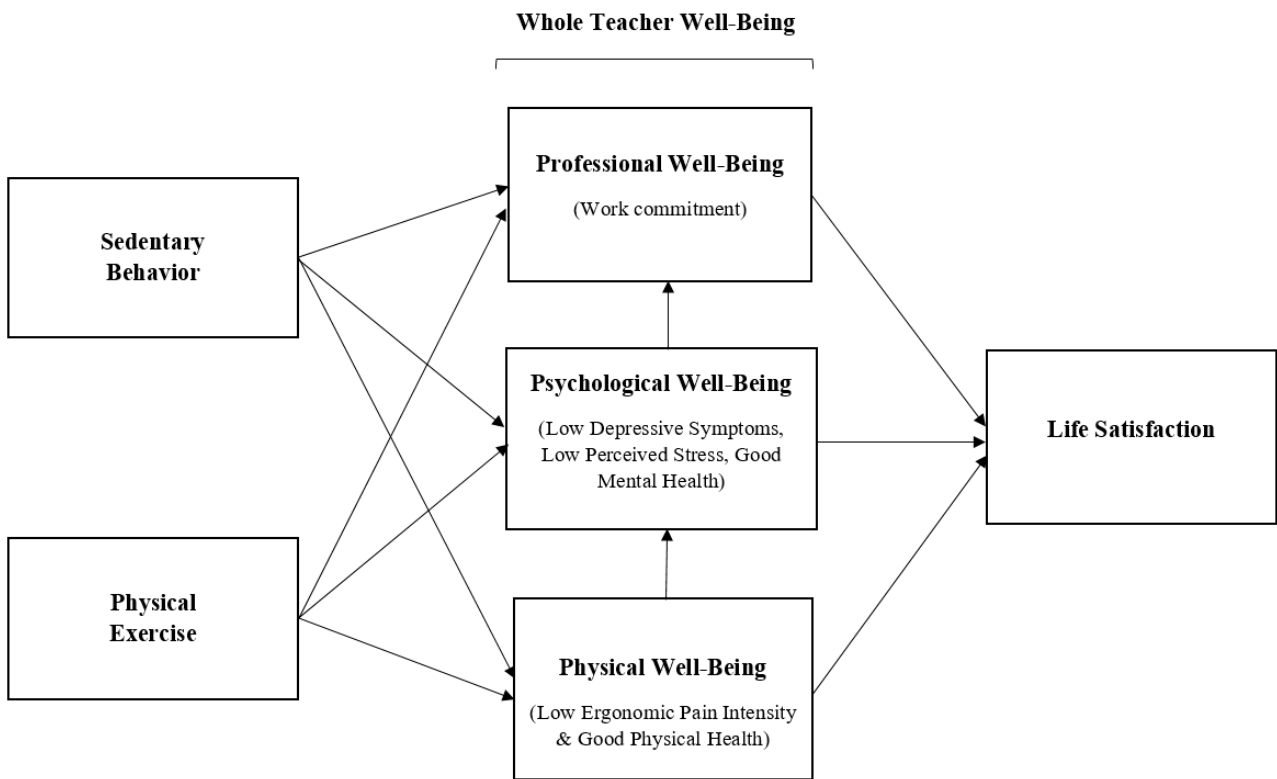 Whole Teacher Well-Being
Professional Well-Being
(Work commitment)
Sedentary
Behavior
Psychological Well-Being
(Low Depressive Symptoms,
Low Perceived Stress, Good
Mental Health)
Life Satisfaction
Physical
Exercise
Physical Well-Being
(Low Ergonomic Pain Intensity
& Good Physical Health)